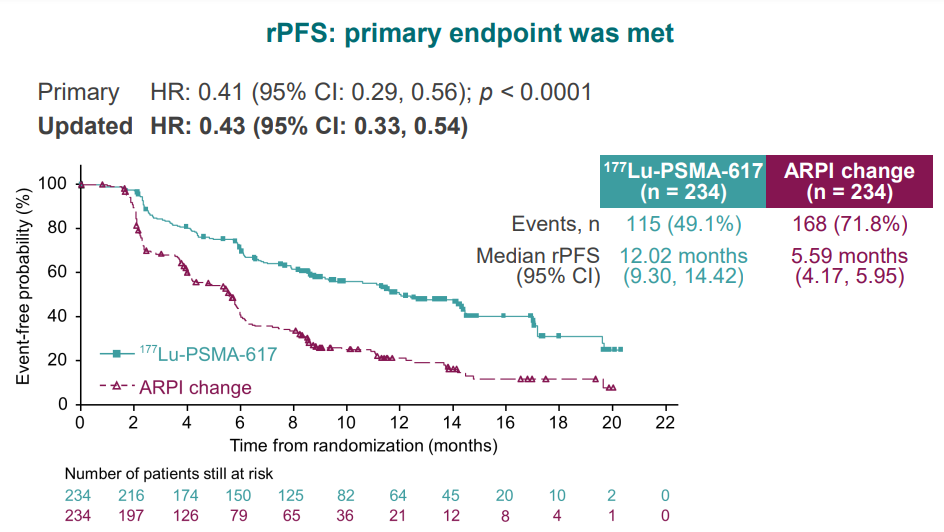 rPFS: primary endpoint was met
Primary HR: 0.41 (95% CI: 0.29, 0.56); p < 0.0001
Updated HR: 0.43 (95% CI: 0.33, 0.54)
177Lu-PSMA-617 (n = 234) ARPI change (n = 234)
Events, n 115 (49.1%) 168 (71.8%)
Median rPFS 12.02 months 5.59 months
(95% CI) (9.30, 14.42) (4.17, 5.95)
Event-free probability (%)
100
80
60
40
20
0
177Lu-PSMA-617
ARPI change
0 2 4 6 8 10 12 14 16 18 20 22
Time from randomization (months)
Number of patients still at risk
234 216 174 150 125 82 64 45 20 10 2 0
234 197 126 79 65 36 21 12 8 4 1 0